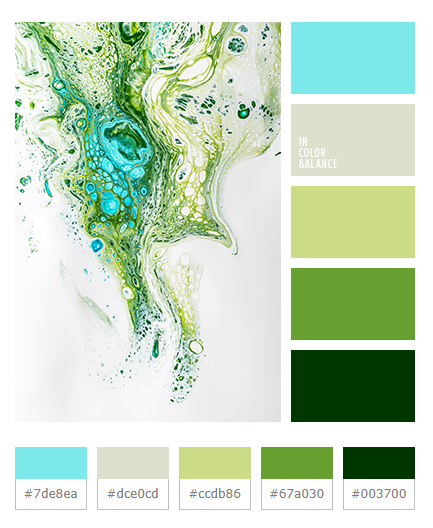 IN
COLOR
BALANCE
#7de8ea #dce0cd #ccdb86 #67a030 #003700